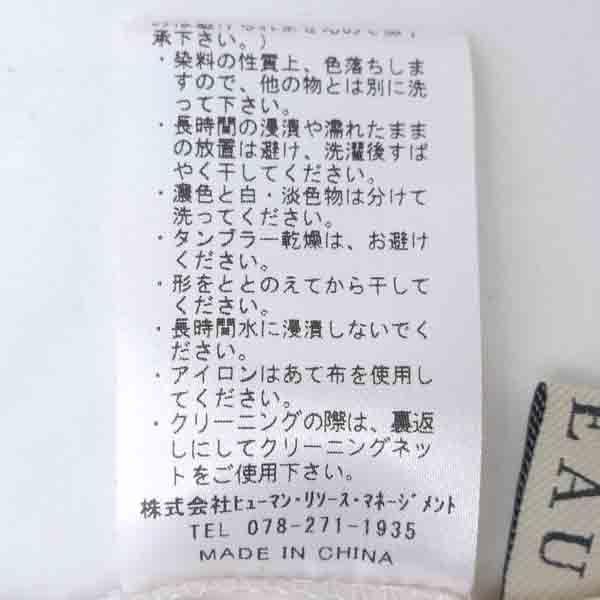 承下さい。)
・染料の性質上、色落ちしま
すので、他の物とは別に洗
って下さい。
・長時間の浸漬や濡れたまま
の放置は避け、洗濯後すば
やく干してください。
・濃色と白・淡色物は分けて
洗ってください。
・タンブラー乾燥は、お避け
ください。
・形をととのえてから干して
ください。
・長時間水に浸漬しないでく
ださい。
・アイロンはあて布を使用し
てください。
・クリーニングの際は、裏返
しにしてクリーニングネッ
トをご使用下さい。
株式会社ﾋｭｰﾏﾝ・ﾘｿｰｽ・ﾏﾈｰｼﾞﾒﾝﾄ
TEL 078-271-1935
MADE IN CHINA
EAU